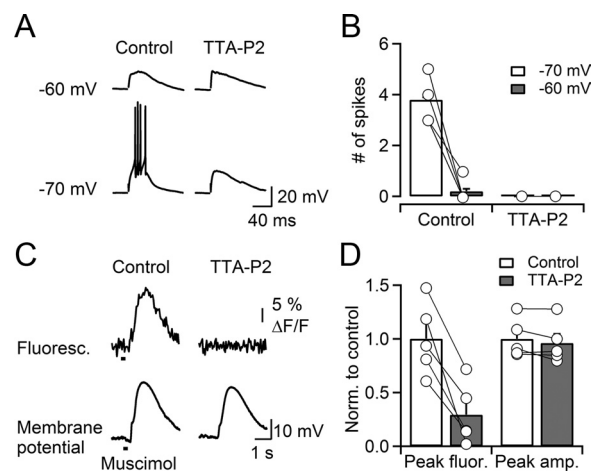 A
Control
TTA-P2
-60 mV
-70 mV
20 mV
40 ms
B
# of spikes
6
4
2
0
-70 mV
-60 mV
Control
TTA-P2
C
Control
TTA-P2
5 %
ΔF/F
Fluoresc.
Membrane
potential
10 mV
1 s
Muscimol
D
Norm. to control
1.5
1.0
0.5
0.0
Control
TTA-P2
Peak fluor.
Peak amp.